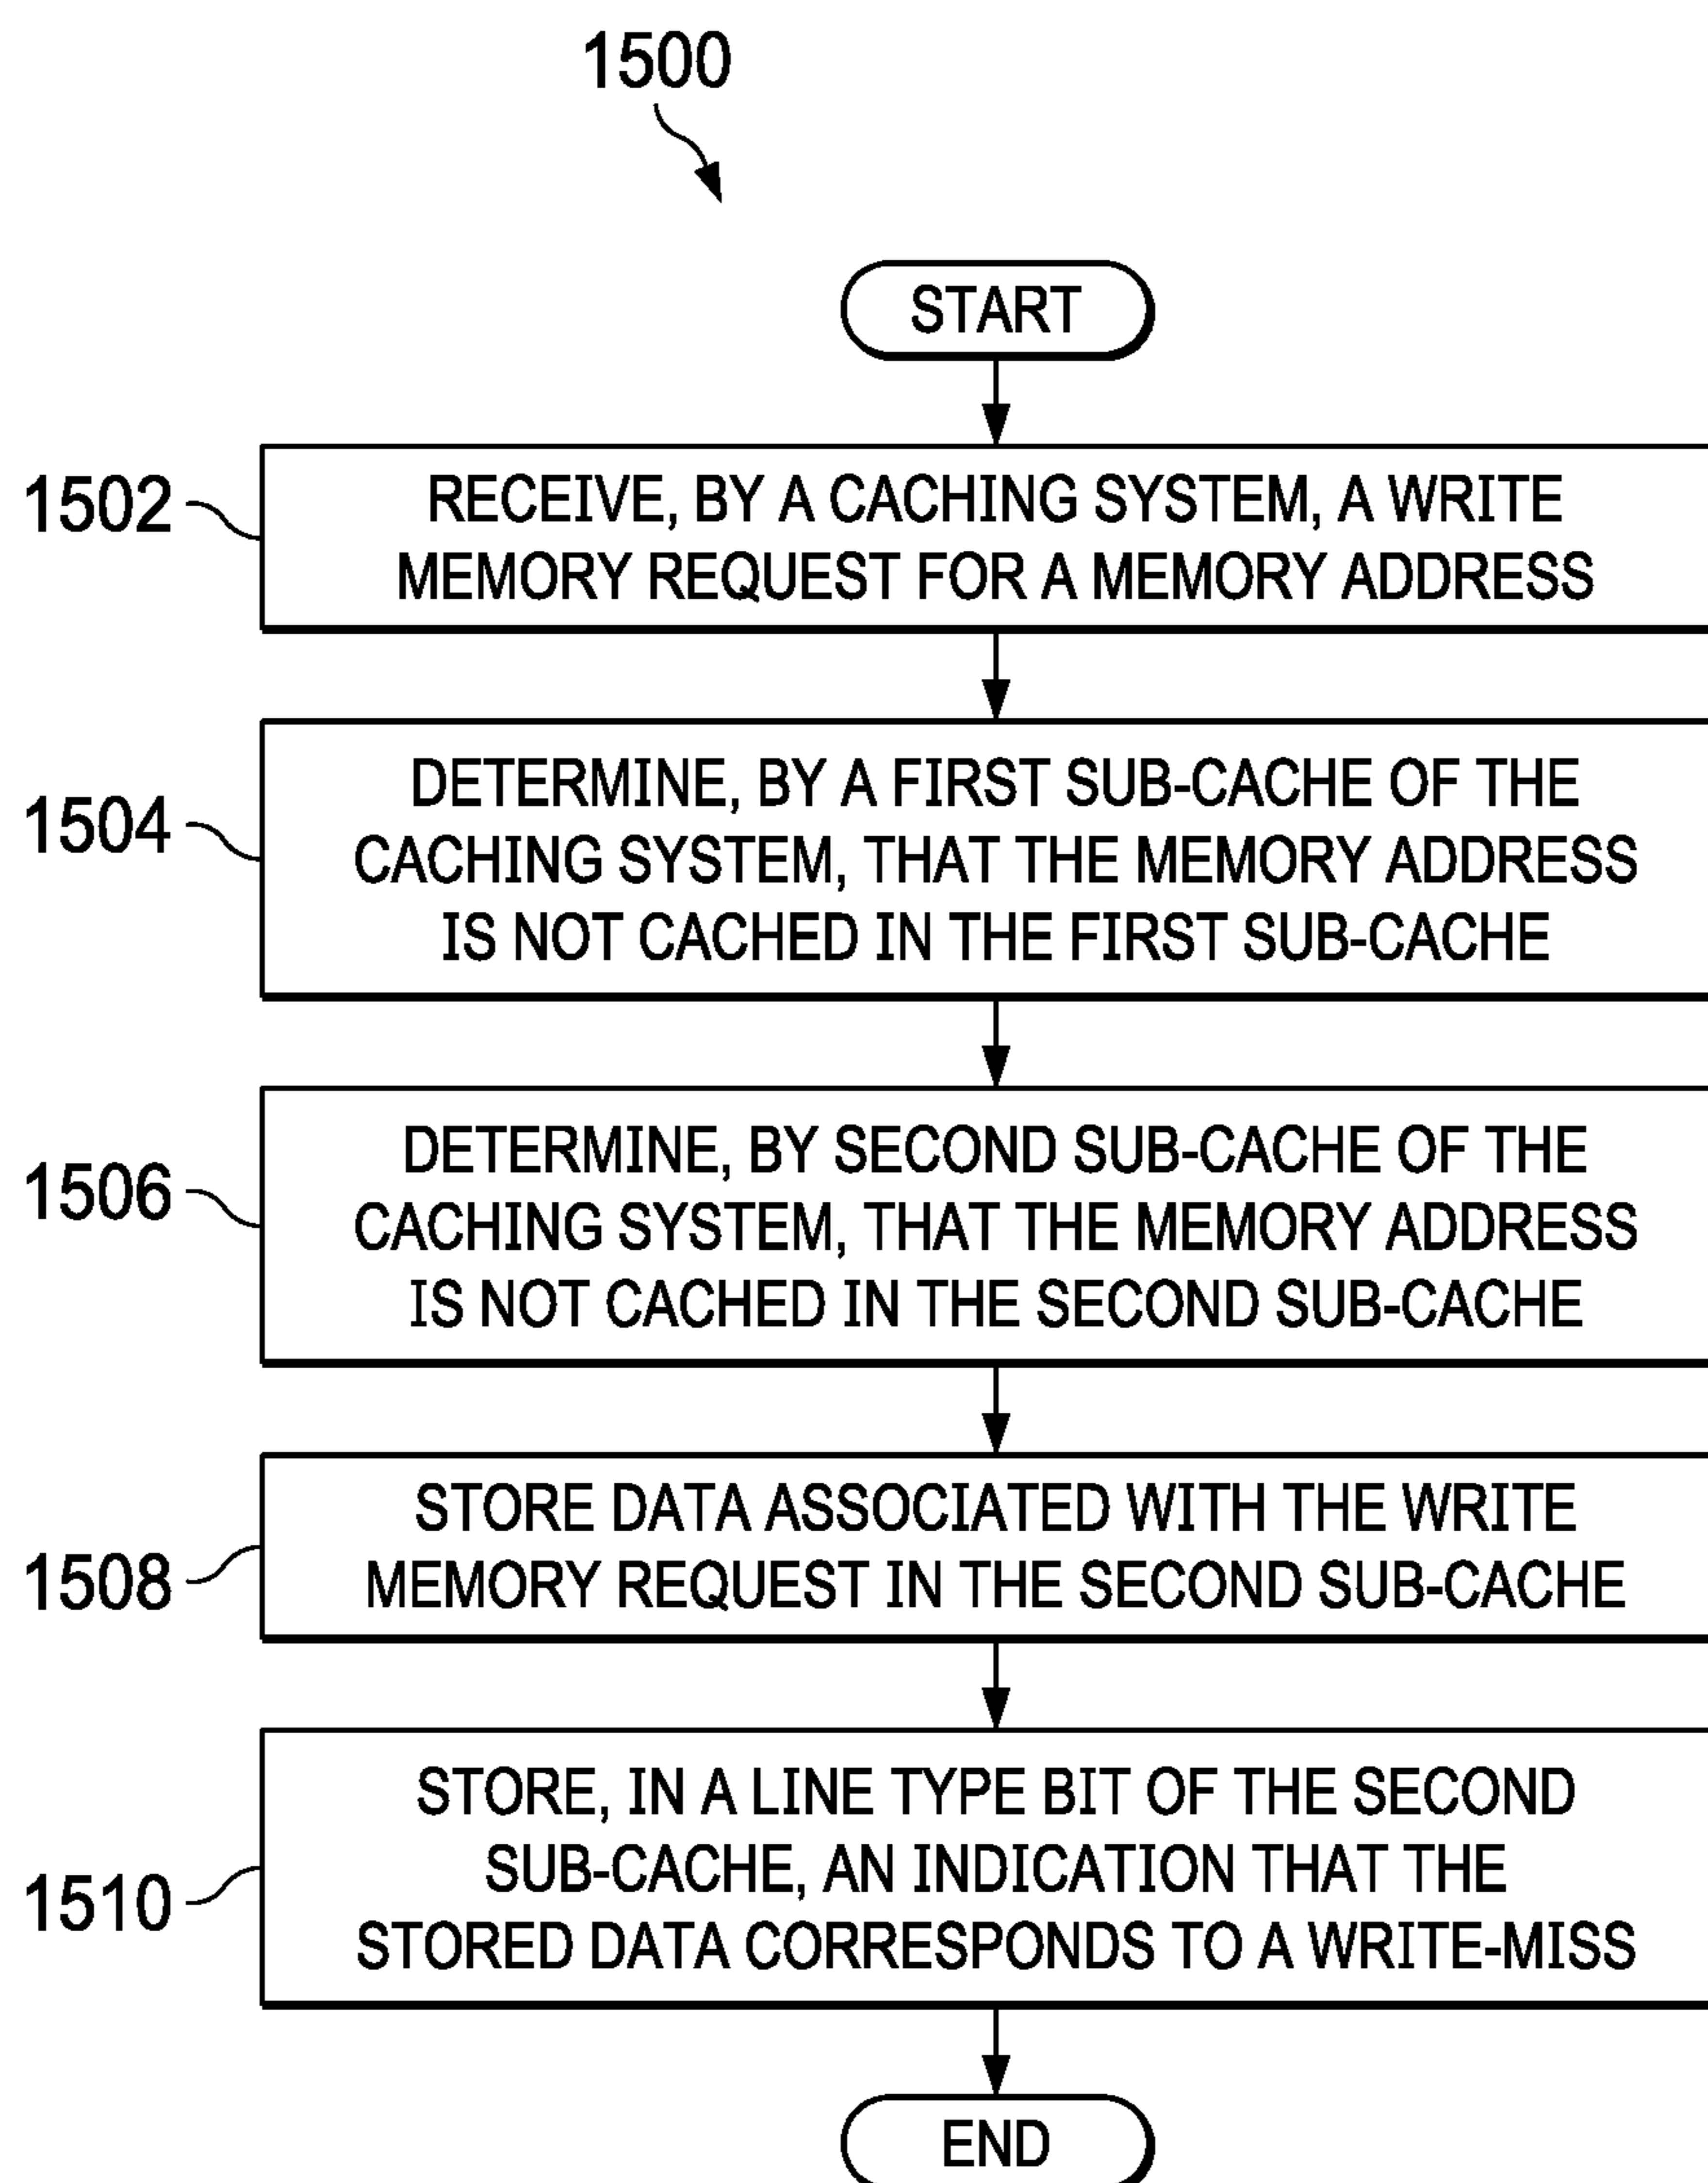 1500
START
1502
RECEIVE, BY A CACHING SYSTEM, A WRITE
MEMORY REQUEST FOR A MEMORY ADDRESS
1504
DETERMINE, BY A FIRST SUB-CACHE OF THE
CACHING SYSTEM, THAT THE MEMORY ADDRESS
IS NOT CACHED IN THE FIRST SUB-CACHE
1506
DETERMINE, BY SECOND SUB-CACHE OF THE
CACHING SYSTEM, THAT THE MEMORY ADDRESS
IS NOT CACHED IN THE SECOND SUB-CACHE
1508
STORE DATA ASSOCIATED WITH THE WRITE
MEMORY REQUEST IN THE SECOND SUB-CACHE
1510
STORE, IN A LINE TYPE BIT OF THE SECOND
SUB-CACHE, AN INDICATION THAT THE
STORED DATA CORRESPONDS TO A WRITE-MISS
END